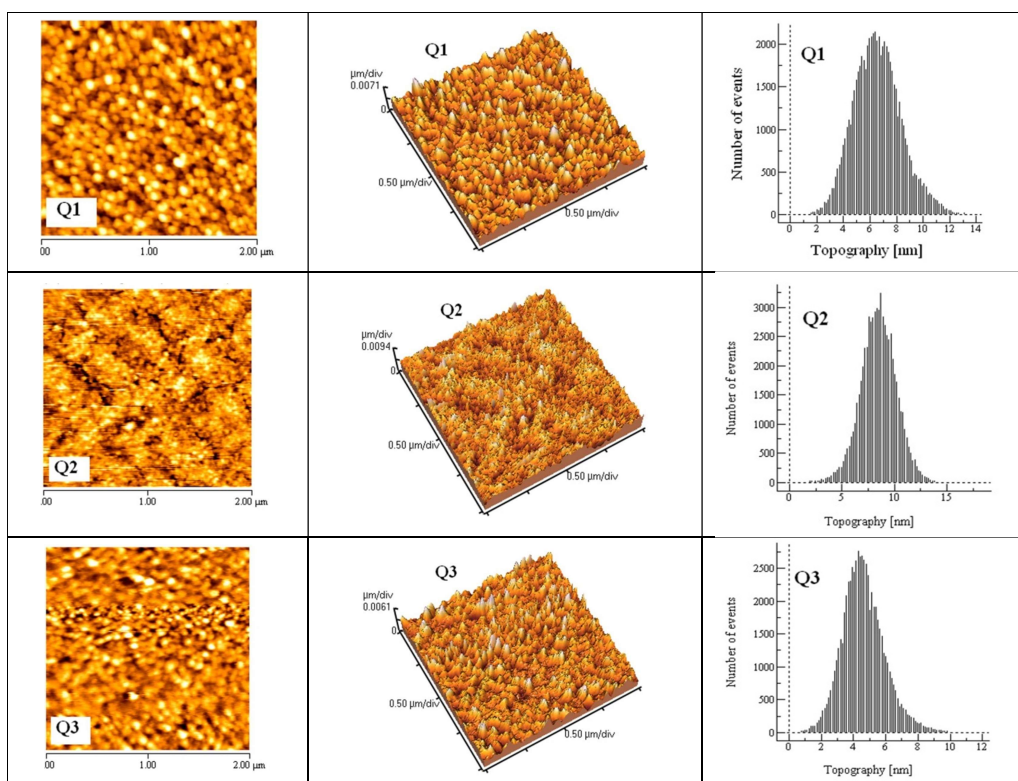 Q1
.00 1.00 2.00 µm
Q1
µm/div
0.0071
0
0.50 µm/div
0.50 µm/div
Q1
Number of events
2000
1500
1000
500
0
0 2 4 6 8 10 12 14
Topography [nm]
Q2
.00 1.00 2.00 µm
Q2
µm/div
0.0094
0
0.50 µm/div
0.50 µm/div
Q2
Number of events
3000
2500
2000
1500
1000
500
0
0 5 10 15
Topography [nm]
Q3
.00 1.00 2.00 µm
Q3
µm/div
0.0061
0
0.50 µm/div
0.50 µm/div
Q3
Number of events
2500
2000
1500
1000
500
0
0 2 4 6 8 10 12
Topography [nm]